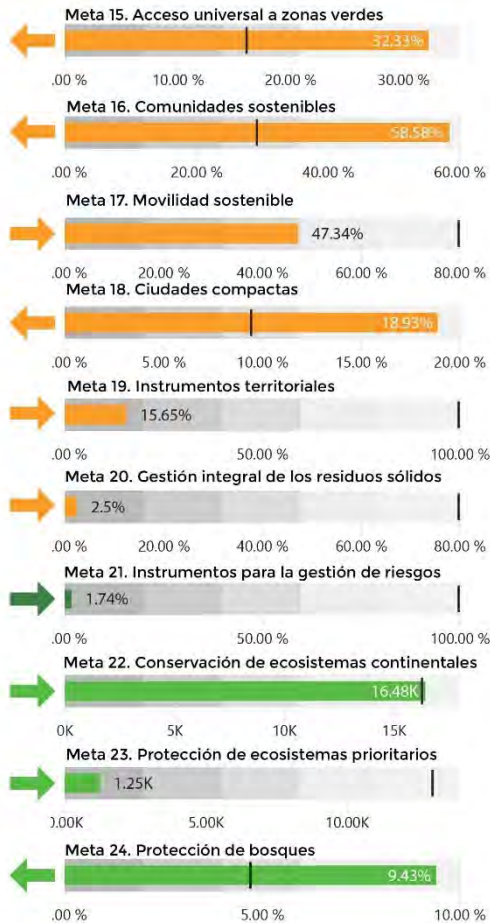 Meta 15. Acceso universal a zonas verdes
32.33%
.00 % 10.00 % 20.00 % 30.00 %
Meta 16. Comunidades sostenibles
58.58%
.00 % 20.00 % 40.00 % 60.00 %
Meta 17. Movilidad sostenible
47.34%
.00 % 20.00 % 40.00 % 60.00 % 80.00 %
Meta 18. Ciudades compactas
18.93%
.00 % 5.00 % 10.00 % 15.00 % 20.00 %
Meta 19. Instrumentos territoriales
15.65%
.00 % 50.00 % 100.00 %
Meta 20. Gestión integral de los residuos sólidos
2.5%
.00 % 20.00 % 40.00 % 60.00 % 80.00 %
Meta 21. Instrumentos para la gestión de riesgos
1.74%
.00 % 50.00 % 100.00 %
Meta 22. Conservación de ecosistemas continentales
16.48K
0K 5K 10K 15K
Meta 23. Protección de ecosistemas prioritarios
1.25K
0.00K 5.00K 10.00K
Meta 24. Protección de bosques
9.43%
.00 % 5.00 % 10.00 %